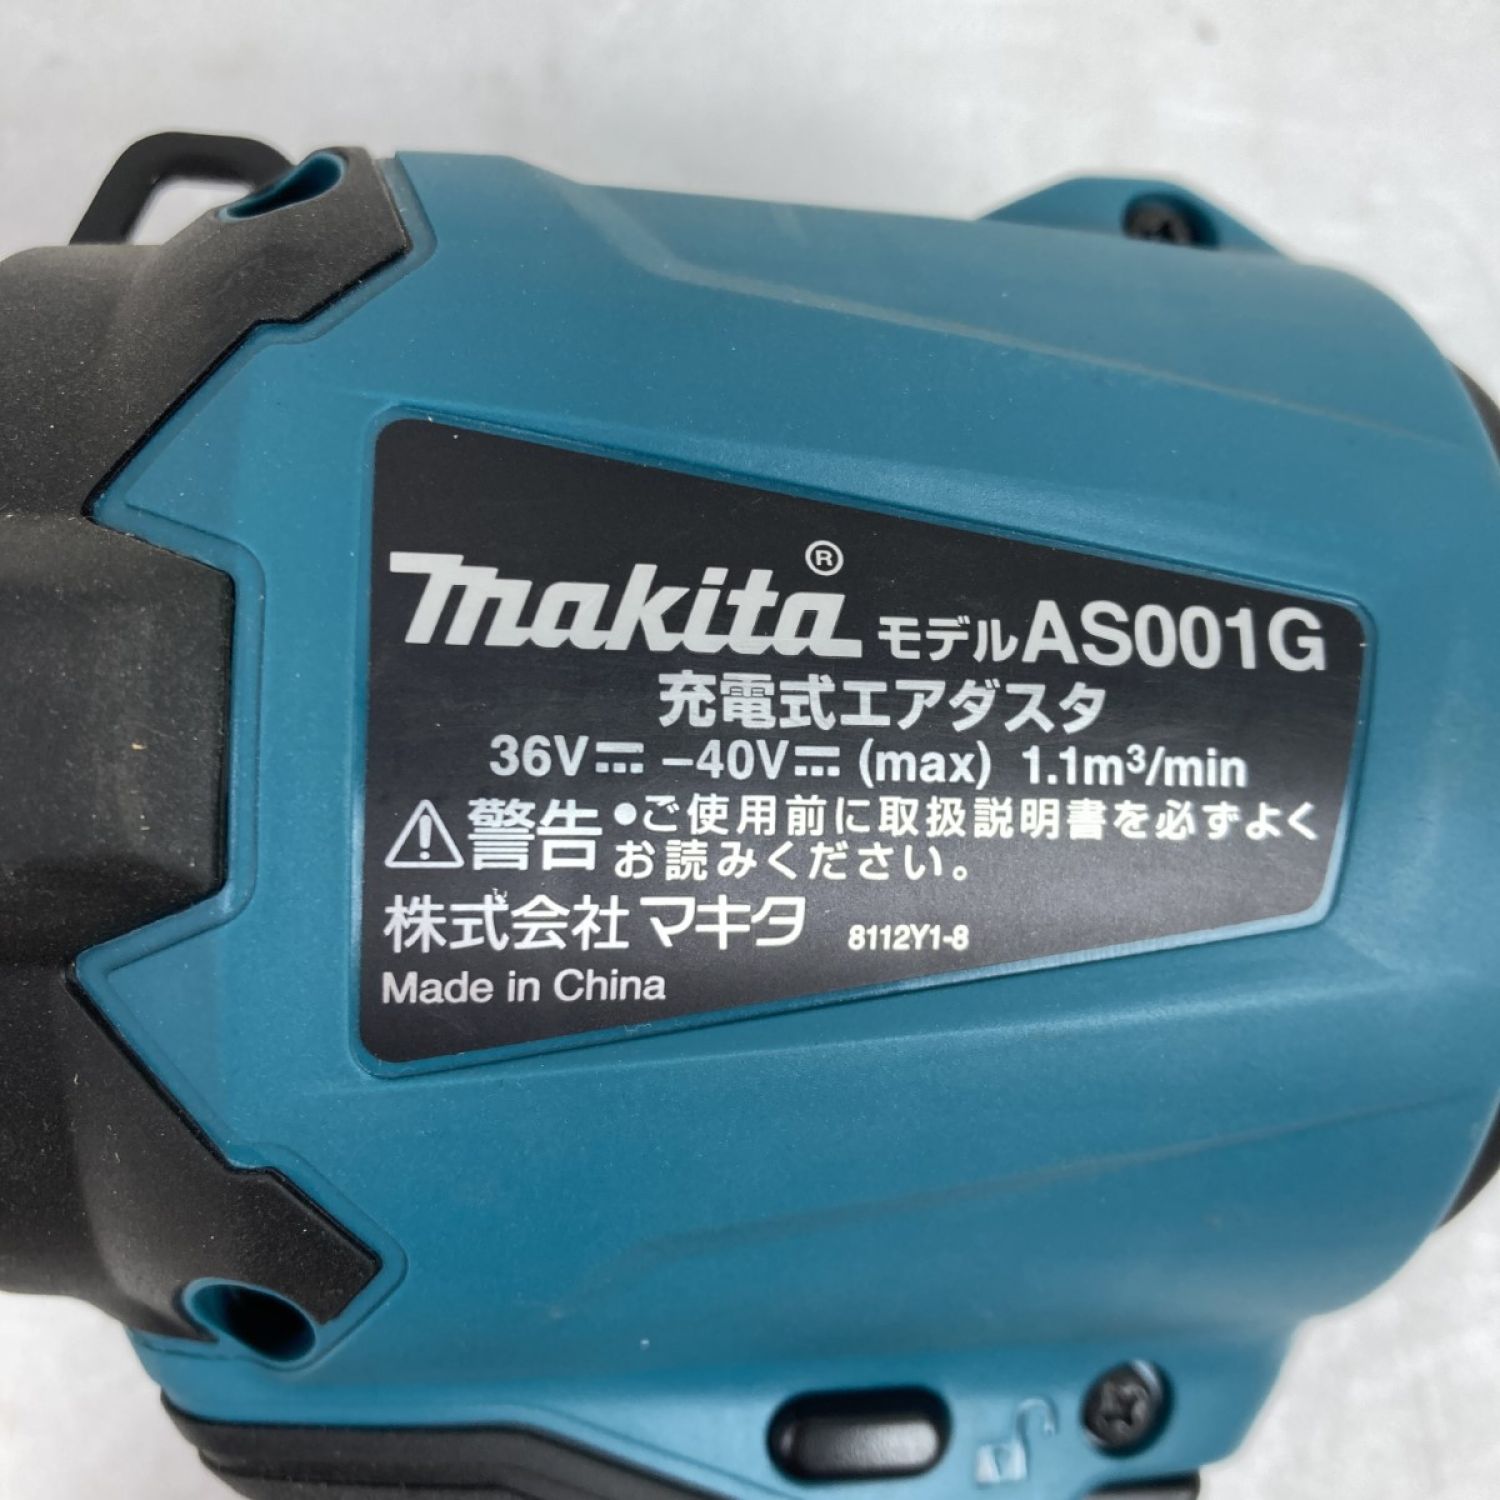 makita® モデルAS001G
充電式エアダスタ
36V⎓ –40V⎓ (max) 1.1m³/min
⚠警告 ●ご使用前に取扱説明書を必ずよく
お読みください。
株式会社 マキタ 8112Y1-8
Made in China